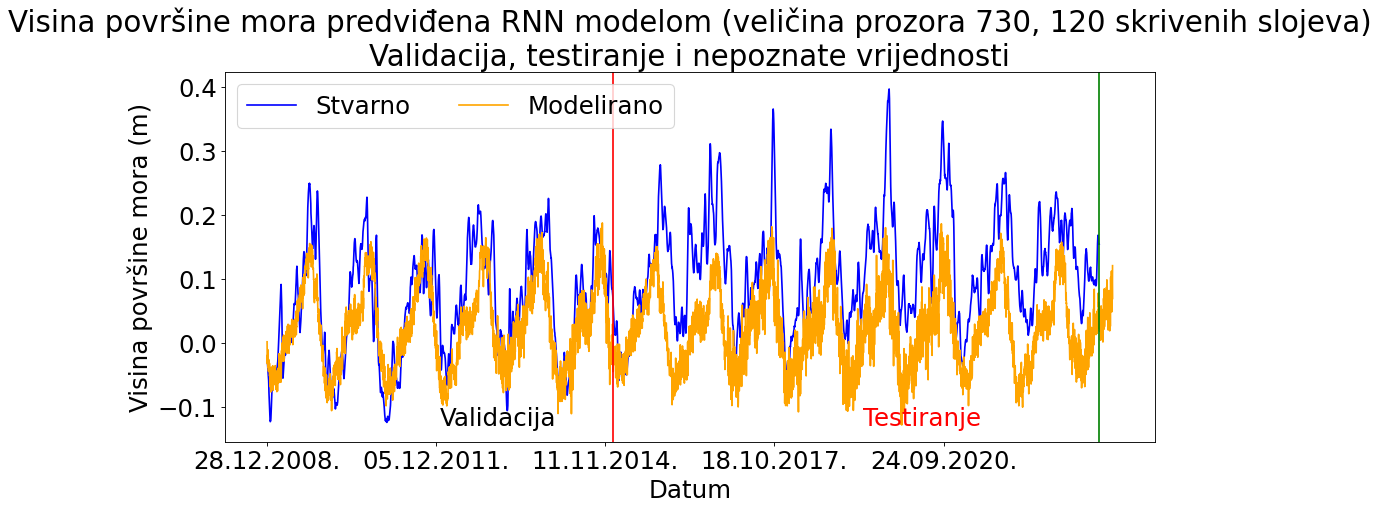 Visina površine mora predviđena RNN modelom (veličina prozora 730, 120 skrivenih slojeva)
Validacija, testiranje i nepoznate vrijednosti
Stvarno Modelirano
Visina površine mora (m)
0.4
0.3
0.2
0.1
0.0
−0.1
Validacija Testiranje
28.12.2008. 05.12.2011. 11.11.2014. 18.10.2017. 24.09.2020.
Datum